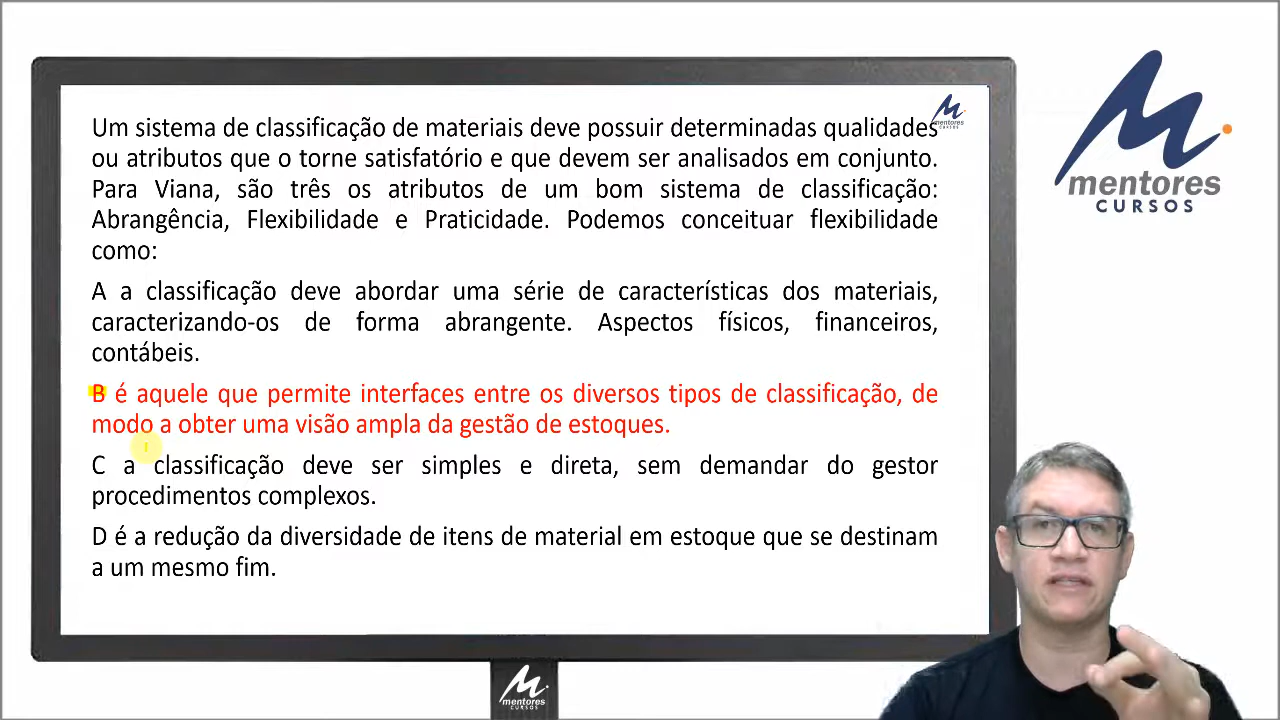 Um sistema de classificação de materiais deve possuir determinadas qualidades
ou atributos que o torne satisfatório e que devem ser analisados em conjunto.
Para Viana, são três os atributos de um bom sistema de classificação:
Abrangência, Flexibilidade e Praticidade. Podemos conceituar flexibilidade
como:
A a classificação deve abordar uma série de características dos materiais,
caracterizando-os de forma abrangente. Aspectos físicos, financeiros,
contábeis.
B é aquele que permite interfaces entre os diversos tipos de classificação, de
modo a obter uma visão ampla da gestão de estoques.
C a classificação deve ser simples e direta, sem demandar do gestor
procedimentos complexos.
D é a redução da diversidade de itens de material em estoque que se destinam
a um mesmo fim.
mentores
CURSOS
mentores
CURSOS
mentores
CURSOS